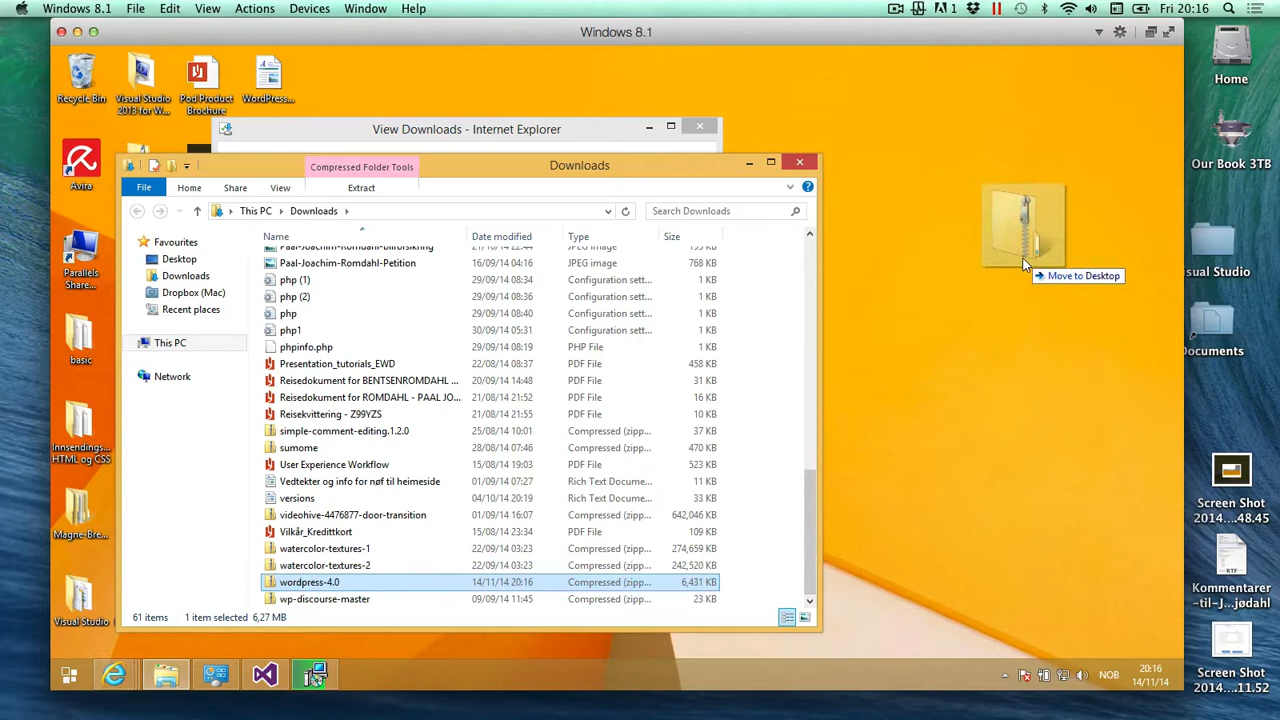 Windows 8.1 File Edit View Actions Devices Window Help 1 Fri 20:16
Windows 8.1
Recycle Bin
Visual Studio 2013 for W...
Pod Product Brochure
WordPress...
Home
View Downloads - Internet Explorer
Our Book 3TB
Avira
Compressed Folder Tools Downloads
File Home Share View Extract
This PC Downloads Search Downloads
Name Date modified Type Size
Favourites
Desktop
Downloads
Dropbox (Mac)
Recent places
This PC
Network
Paal-Joachim-Romdahl-bilforsikring 21/10/14 22:44 JPEG image 155 KB
Paal-Joachim-Romdahl-Petition 16/09/14 04:16 JPEG image 768 KB
php (1) 30/09/14 08:34 Configuration sett... 1 KB
php (2) 30/09/14 08:36 Configuration sett... 1 KB
php 30/09/14 08:40 Configuration sett... 1 KB
php1 30/09/14 05:31 Configuration sett... 1 KB
phpinfo.php 30/09/14 08:19 PHP File 1 KB
Presentation_tutorials_EWD 22/08/14 08:37 PDF File 458 KB
Reisedokument for BENTSENROMDAHL ... 20/09/14 14:48 PDF File 31 KB
Reisedokument for ROMDAHL - PAAL JO... 21/08/14 21:52 PDF File 16 KB
Reisekvittering - Z99YZS 21/08/14 21:55 PDF File 10 KB
simple-comment-editing.1.2.0 25/08/14 10:01 Compressed (zipp... 37 KB
sumome 28/08/14 07:46 Compressed (zipp... 470 KB
User Experience Workflow 15/08/14 19:03 PDF File 523 KB
Vedtekter og info for nøf til heimeside 01/09/14 07:27 Rich Text Docume... 11 KB
versions 04/10/14 20:19 Rich Text Docume... 33 KB
videohive-4476877-door-transition 01/09/14 16:07 Compressed (zipp... 642,046 KB
Vilkår_Kredittkort 15/08/14 23:34 PDF File 109 KB
watercolor-textures-1 22/09/14 03:23 Compressed (zipp... 274,659 KB
watercolor-textures-2 22/09/14 03:23 Compressed (zipp... 242,520 KB
wordpress-4.0 14/11/14 20:16 Compressed (zipp... 6,431 KB
wp-discourse-master 09/09/14 11:45 Compressed (zipp... 23 KB
61 items 1 item selected 6,27 MB
Move to Desktop
Parallels Share...
basic
Innsendings... HTML og CSS
Magne-Bre...
Visual Studio
sual Studio
Documents
Screen Shot
2014....48.45
RTF
Kommentarer
-til-J...jødahl
Screen Shot
2014....11.52
NOB
20:16
14/11/14